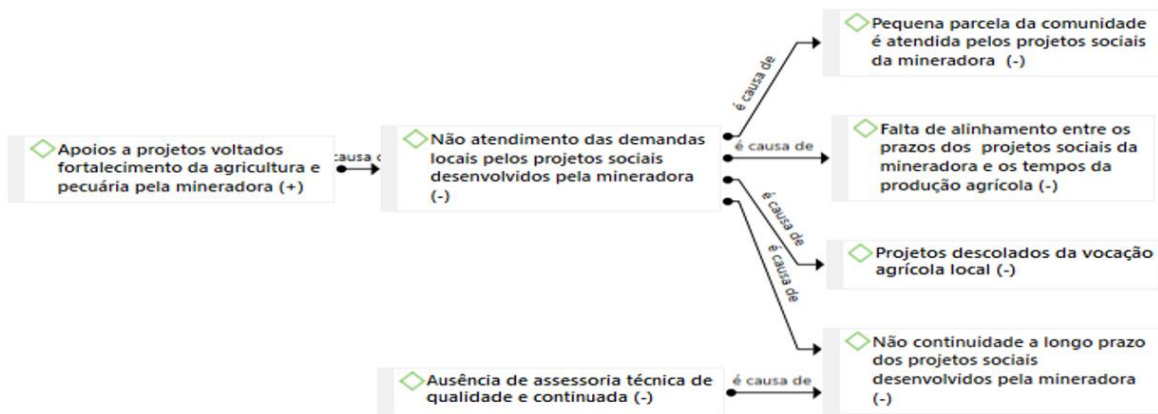 Apoios a projetos voltados
fortalecimento da agricultura e
pecuária pela mineradora (+)
causa
Não atendimento das demandas
locais pelos projetos sociais
desenvolvidos pela mineradora
(-)
é causa de
Pequena parcela da comunidade
é atendida pelos projetos sociais
da mineradora (-)
é causa de
Falta de alinhamento entre os
prazos dos projetos sociais da
mineradora e os tempos da
produção agrícola (-)
é causa de
Projetos descolados da vocação
agrícola local (-)
é causa de
Não continuidade a longo prazo
dos projetos sociais
desenvolvidos pela mineradora
(-)
Ausência de assessoria técnica de
qualidade e continuada (-)
é causa de